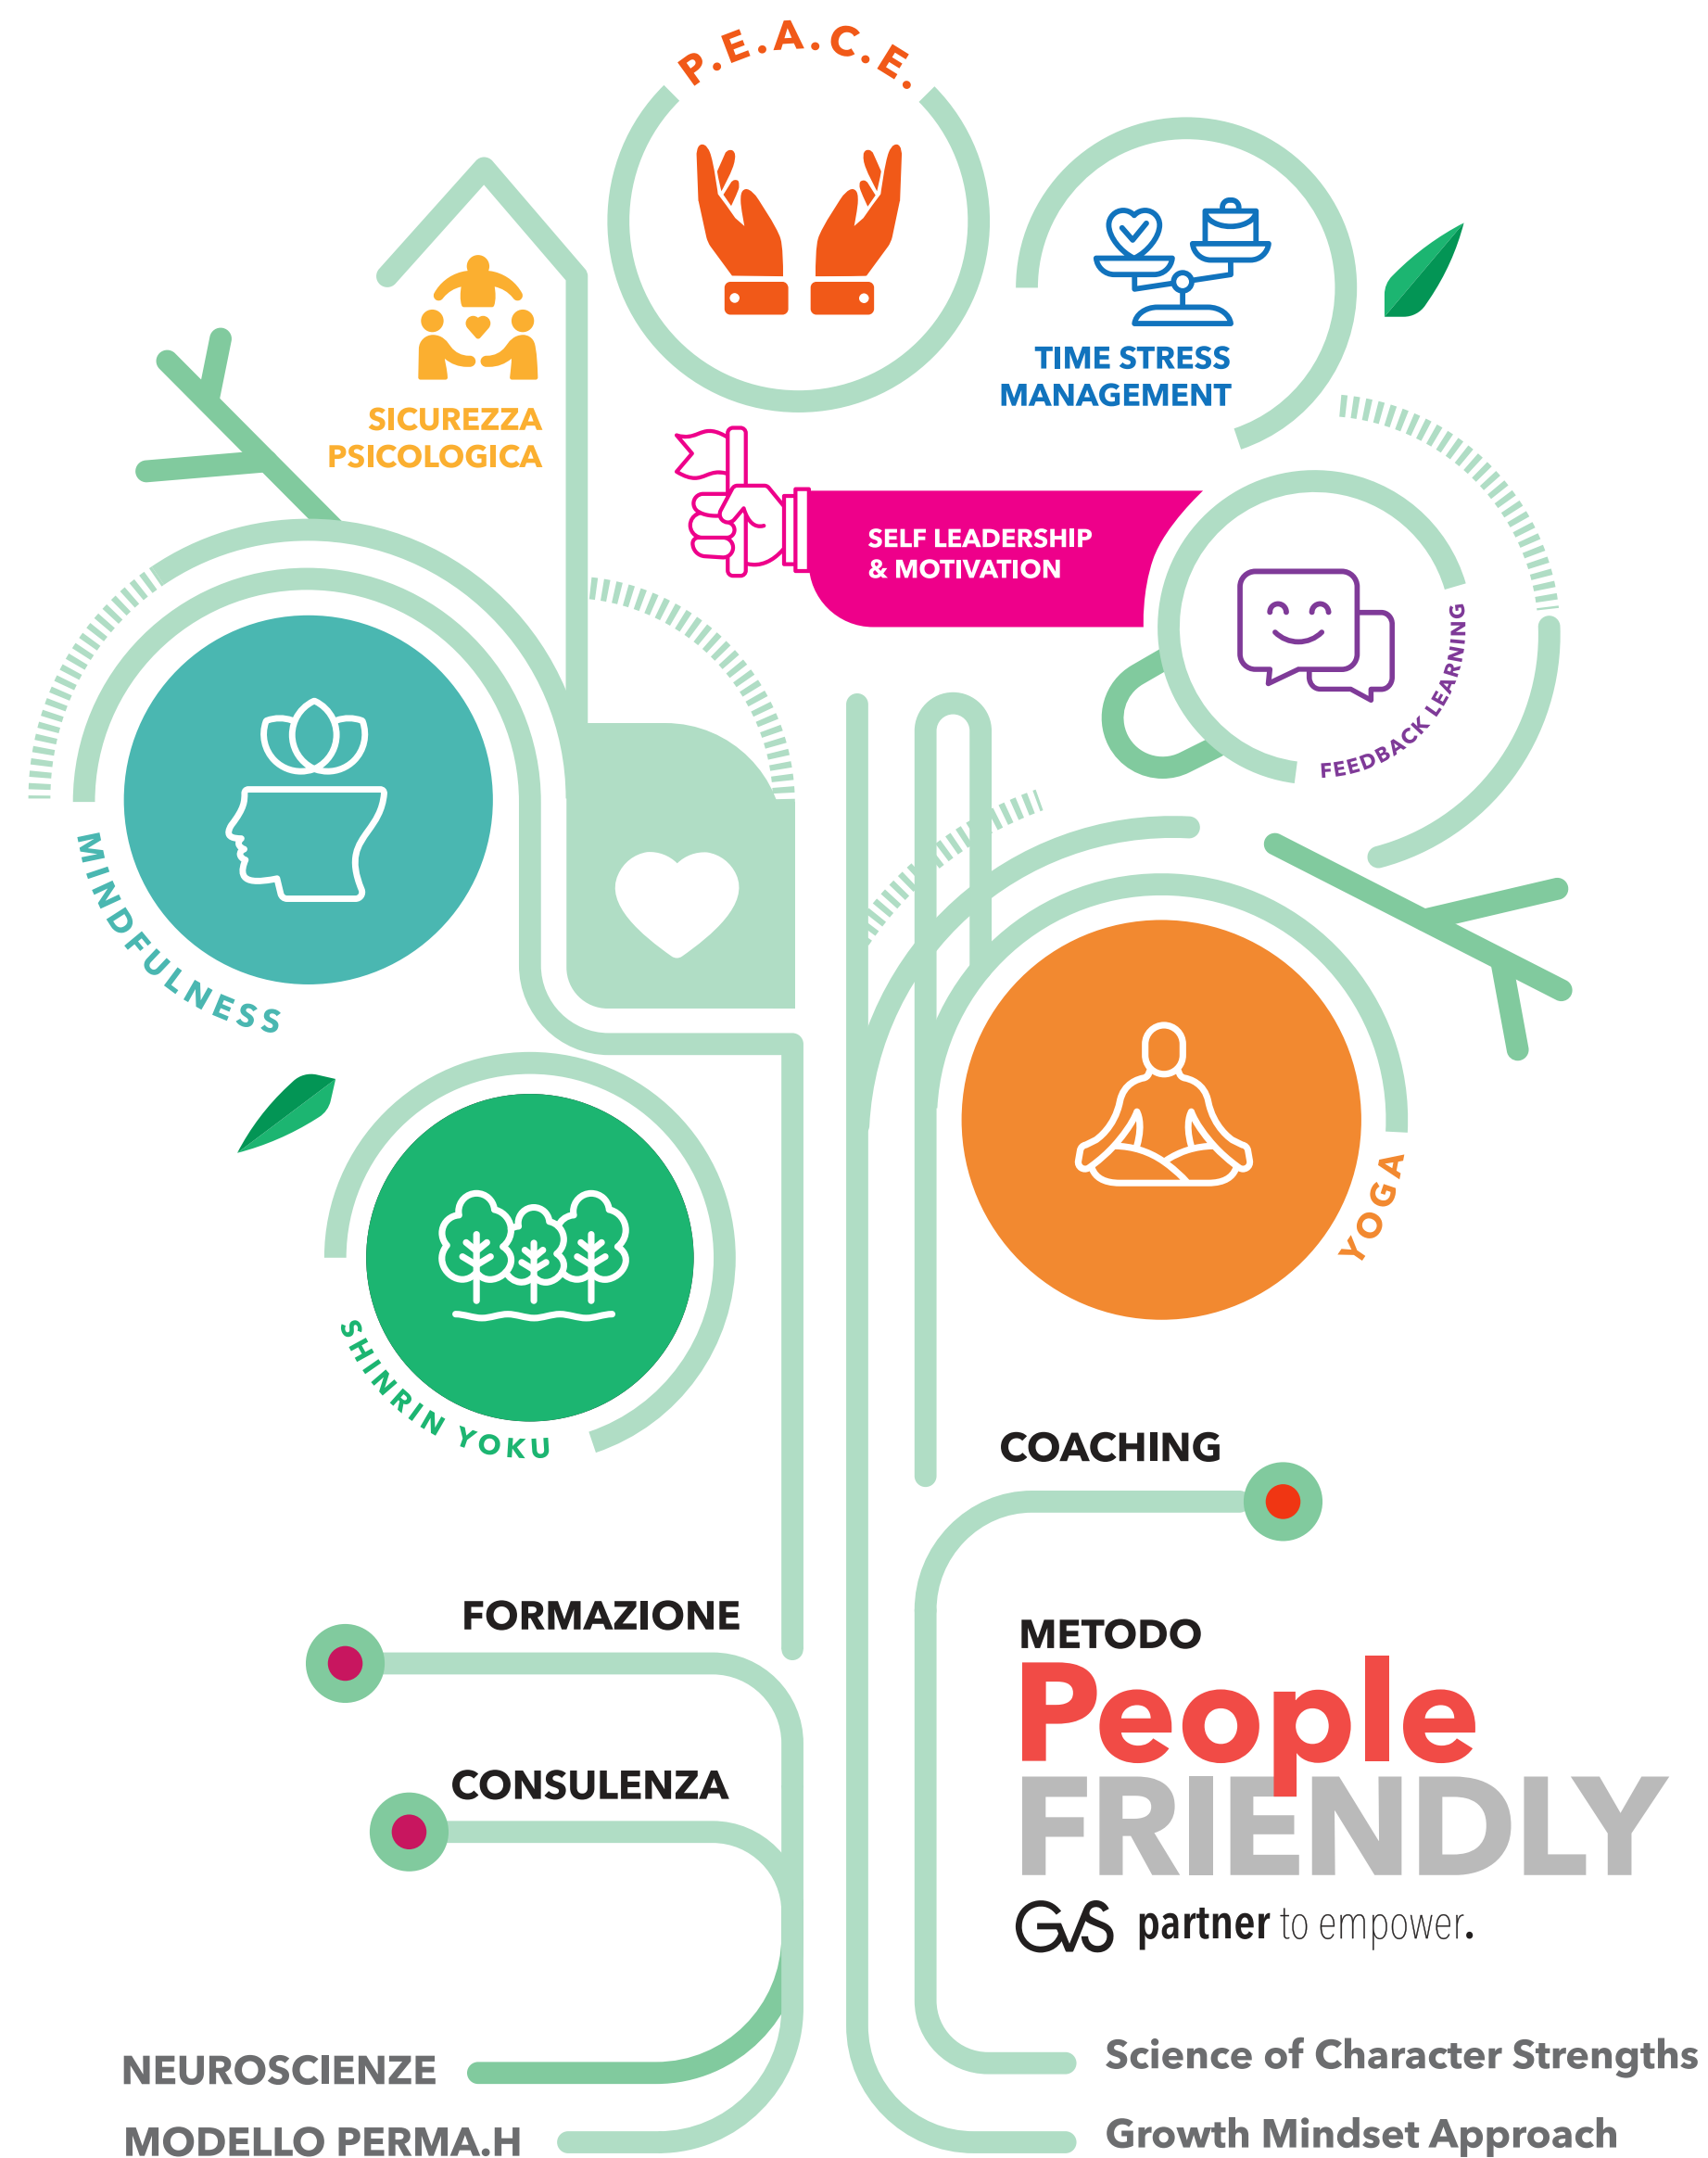 P.E.A.C.E.
TIME STRESS
MANAGEMENT
SICUREZZA
PSICOLOGICA
SELF LEADERSHIP
& MOTIVATION
FEEDBACK LEARNING
MINDFULNESS
YOGA
SHINRIN YOKU
COACHING
FORMAZIONE
METODO
People
FRIENDLY
CONSULENZA
GVS partner to empower.
NEUROSCIENZE
MODELLO PERMA.H
Science of Character Strengths
Growth Mindset Approach